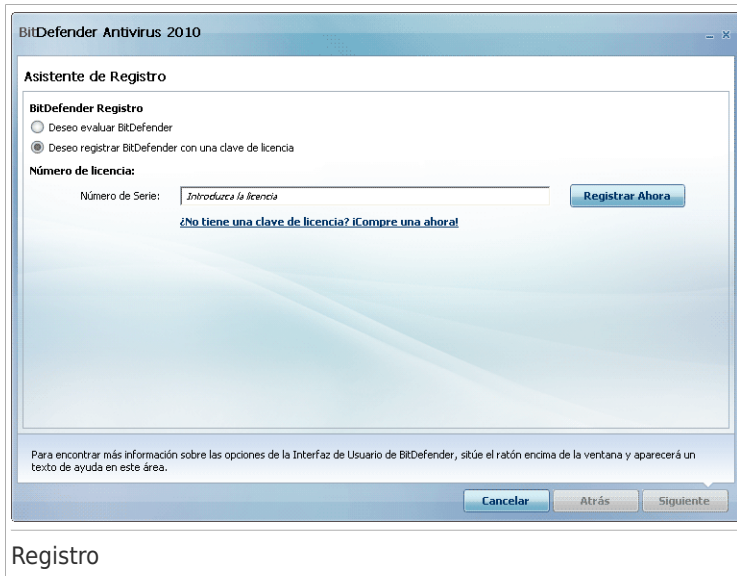 BitDefender Antivirus 2010
Asistente de Registro
BitDefender Registro
Deseo evaluar BitDefender
Deseo registrar BitDefender con una clave de licencia
Número de licencia:
Número de Serie: Introduzca la licencia Registrar Ahora
¿No tiene una clave de licencia? ¡Compre una ahora!
Para encontrar más información sobre las opciones de la Interfaz de Usuario de BitDefender, sitúe el ratón encima de la ventana y aparecerá un
texto de ayuda en este área.
Cancelar Atrás Siguiente
Registro